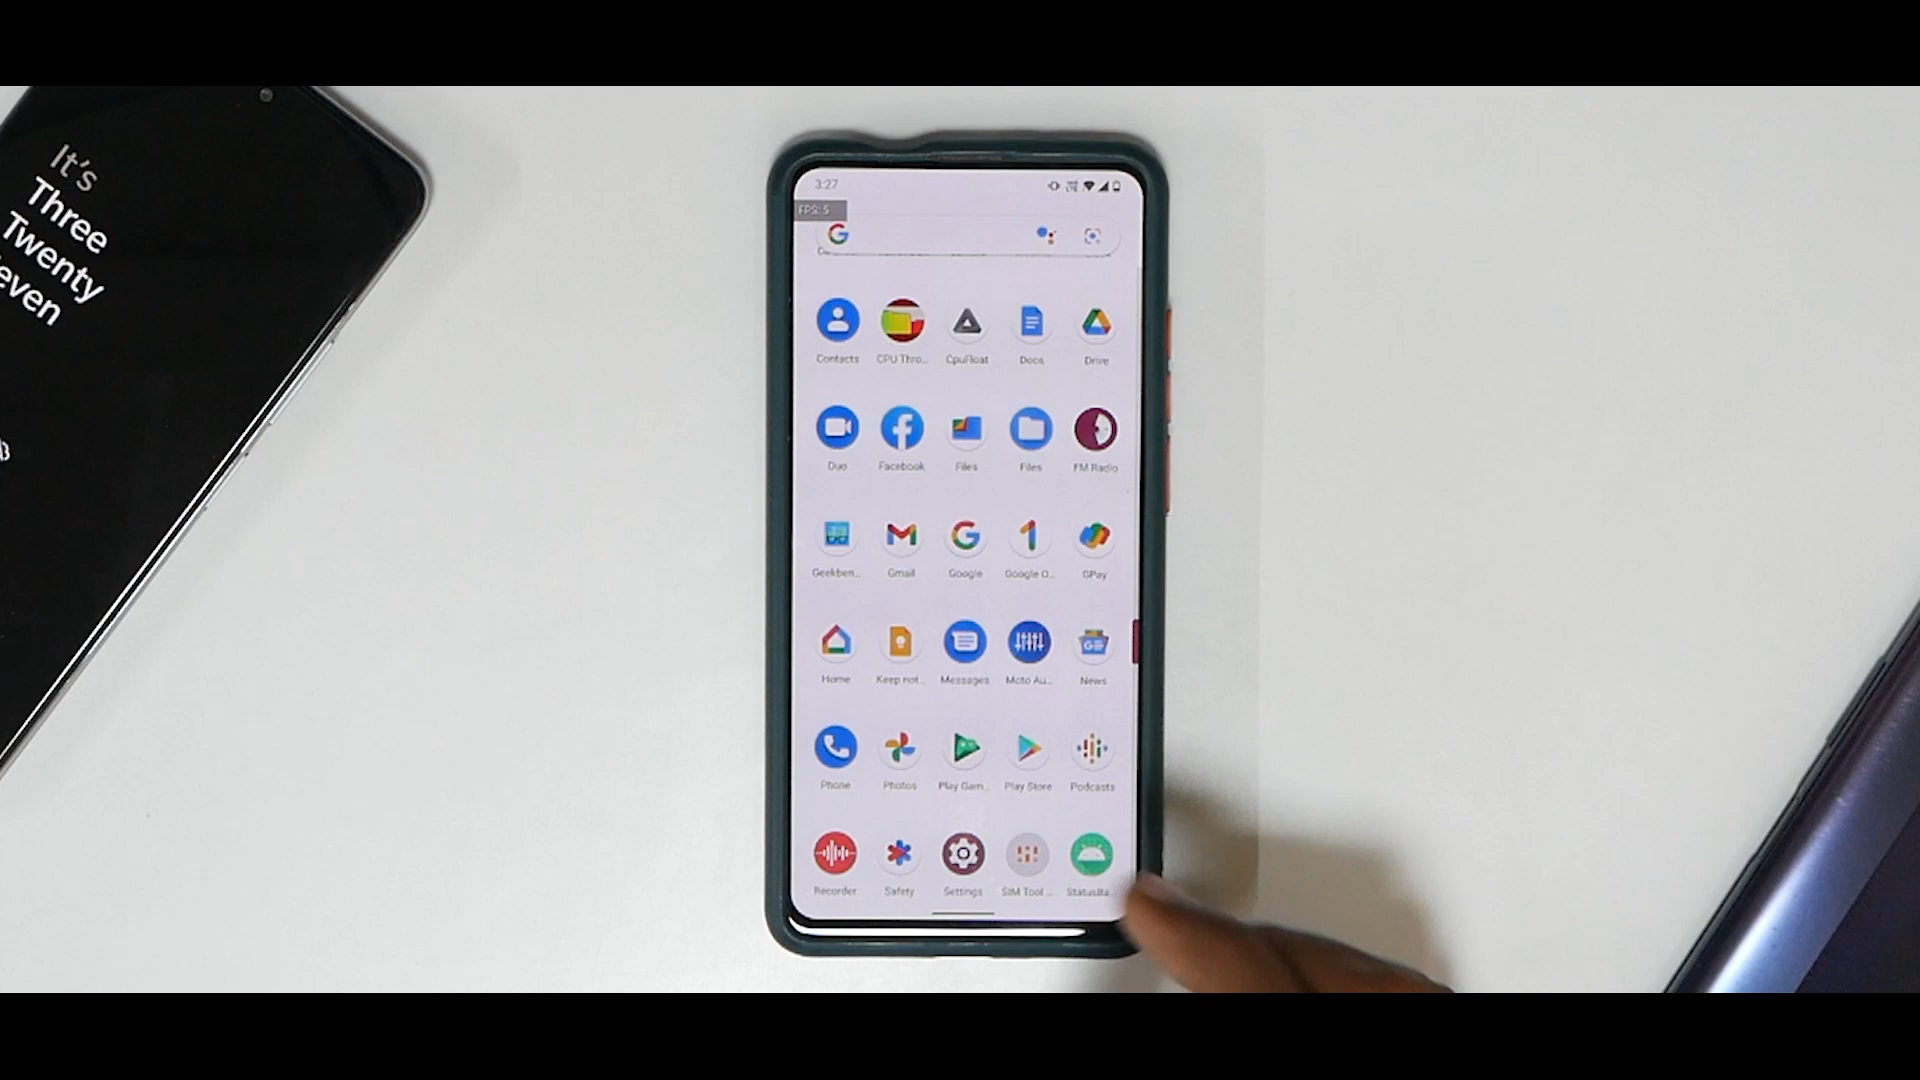 It's
Three
Twenty
even
3:27
FPS: 5
Contacts
CPU Thro...
CpuFloat
Docs
Drive
Duo
Facebook
Files
Files
FM Radio
Geekben...
Gmail
Google
Google O...
GPay
Home
Keep not...
Messages
Moto Au...
News
Phone
Photos
Play Gam...
Play Store
Podcasts
Recorder
Safety
Settings
SIM Tool ...
StatusBa...